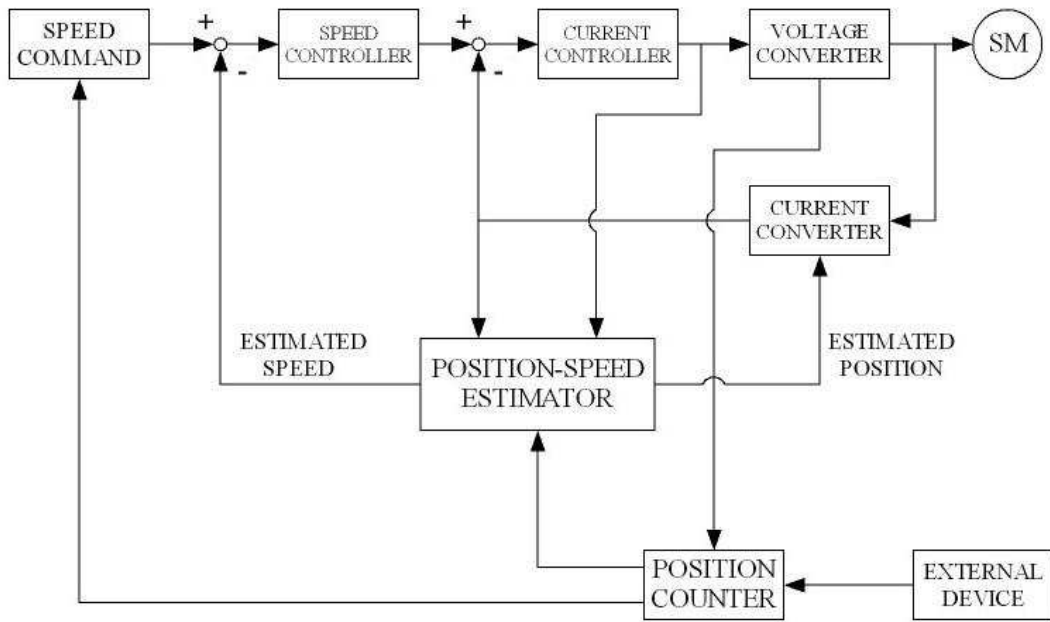 SPEED
COMMAND
+
-
SPEED
CONTROLLER
+
-
CURRENT
CONTROLLER
VOLTAGE
CONVERTER
SM
CURRENT
CONVERTER
ESTIMATED
SPEED
POSITION-SPEED
ESTIMATOR
ESTIMATED
POSITION
POSITION
COUNTER
EXTERNAL
DEVICE